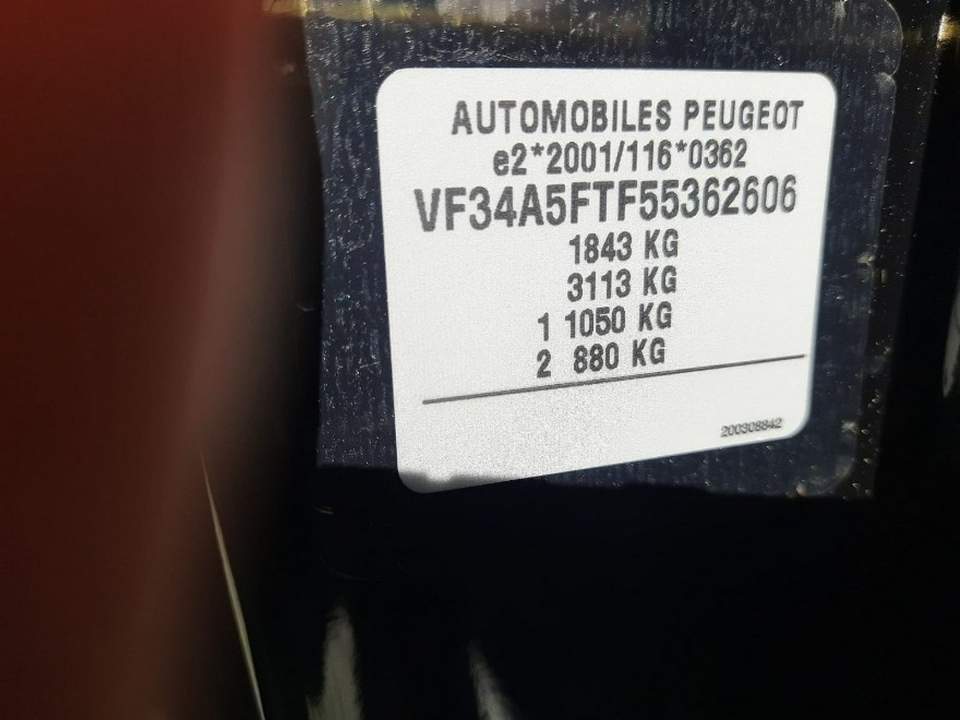 AUTOMOBILES PEUGEOT
e2*2001/116*0362
VF34A5FTF55362606
1843 KG
3113 KG
1 1050 KG
2 880 KG
200308842